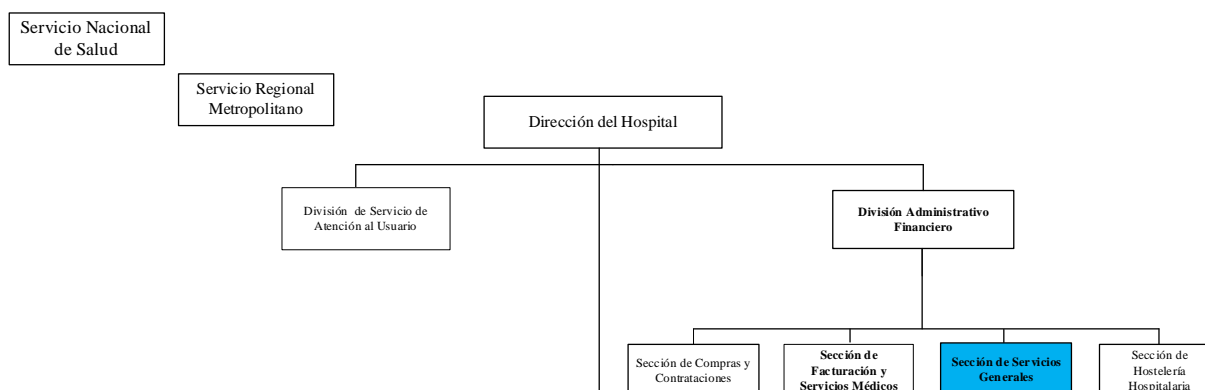 Servicio Nacional
de Salud
Servicio Regional
Metropolitano
Dirección del Hospital
División de Servicio de
Atención al Usuario
División Administrativo
Financiero
Sección de Compras y
Contrataciones
Sección de
Facturación y
Servicios Médicos
Sección de Servicios
Generales
Sección de
Hostelería
Hospitalaria